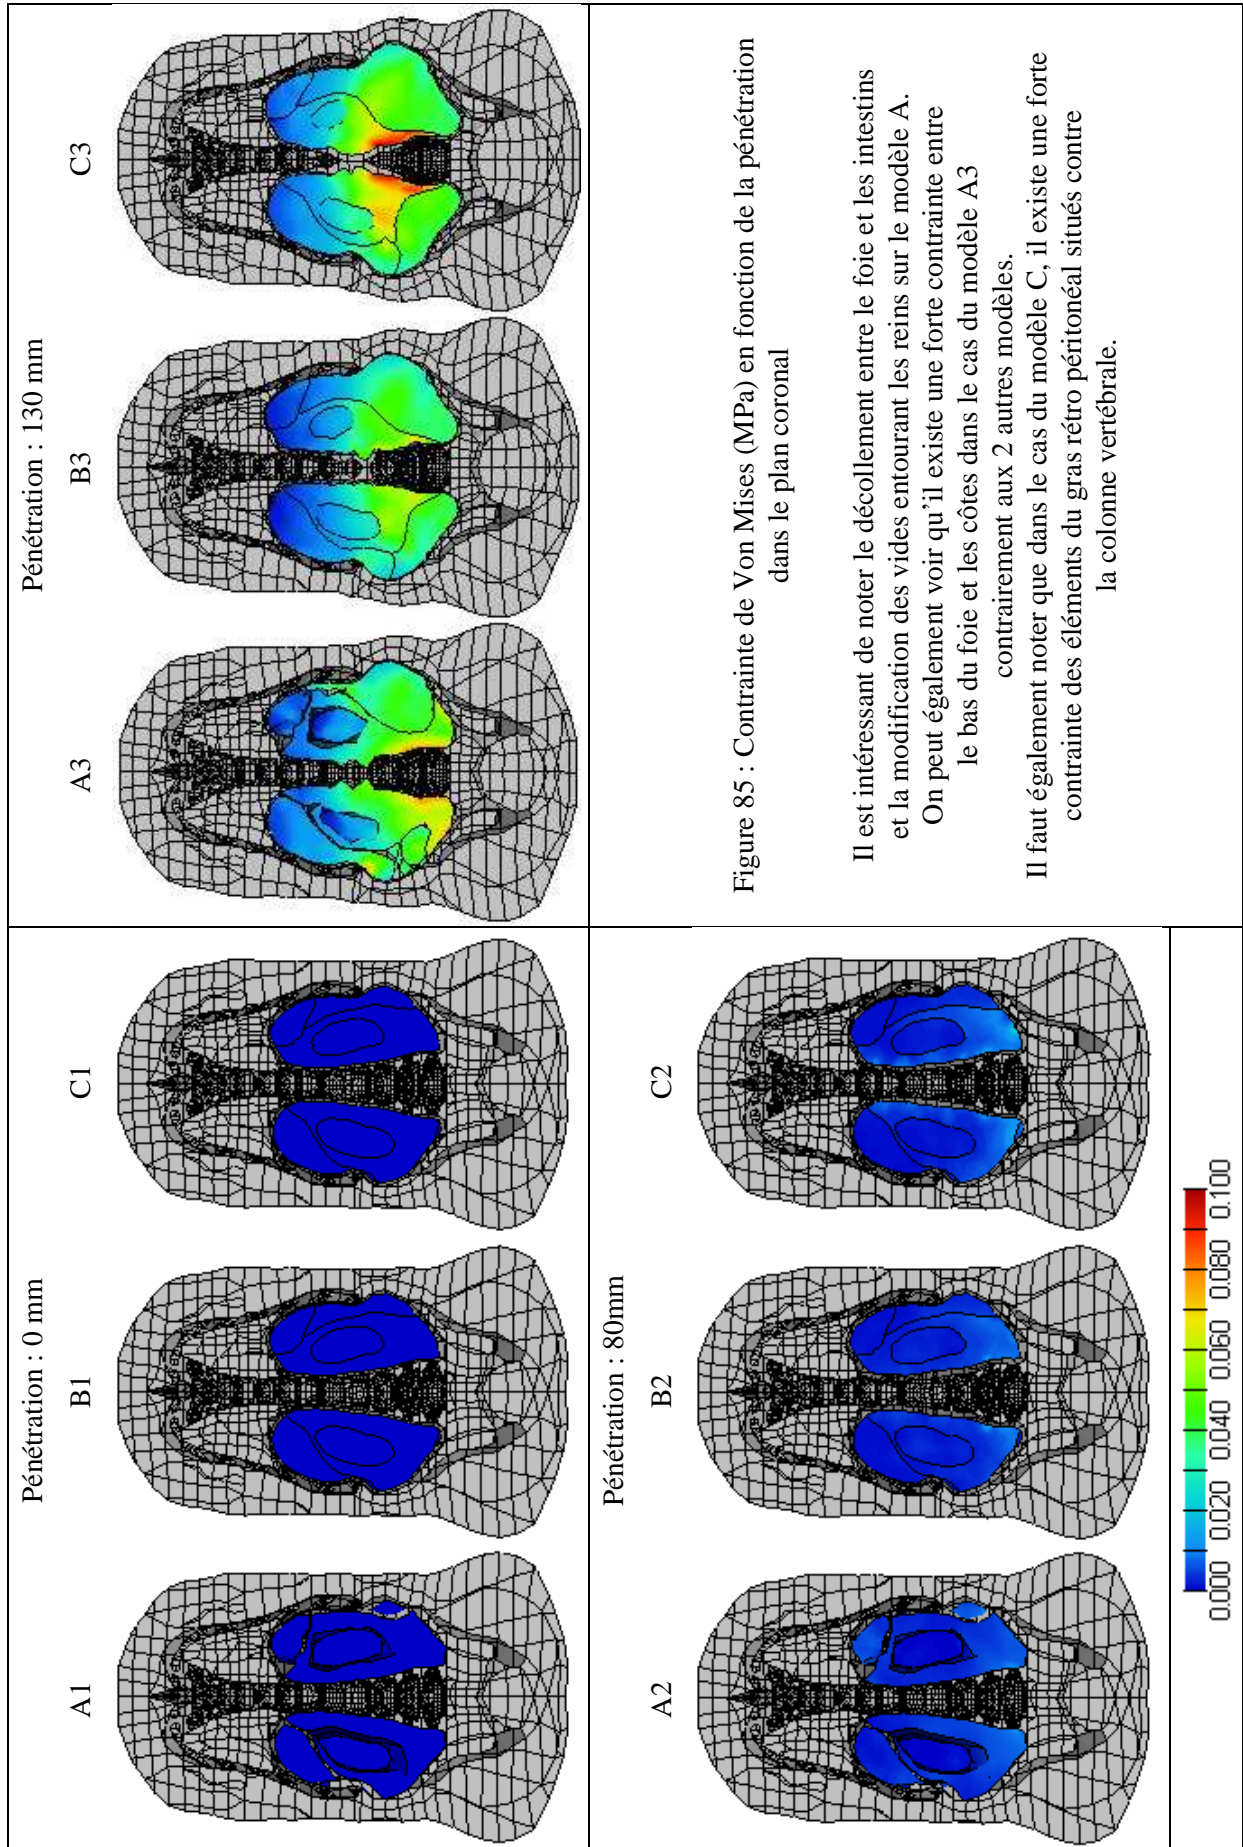 Pénétration : 0 mm
A1 B1 C1
Pénétration : 130 mm
A3 B3 C3
Pénétration : 80mm
A2 B2 C2
0.000 0.020 0.040 0.060 0.080 0.100
Figure 85 : Contrainte de Von Mises (MPa) en fonction de la pénétration
dans le plan coronal
Il est intéressant de noter le décollement entre le foie et les intestins
et la modification des vides entourant les reins sur le modèle A.
On peut également voir qu'il existe une forte contrainte entre
le bas du foie et les côtes dans le cas du modèle A3
contrairement aux 2 autres modèles.
Il faut également noter que dans le cas du modèle C, il existe une forte
contrainte des éléments du gras rétro péritonéal situés contre
la colonne vertébrale.